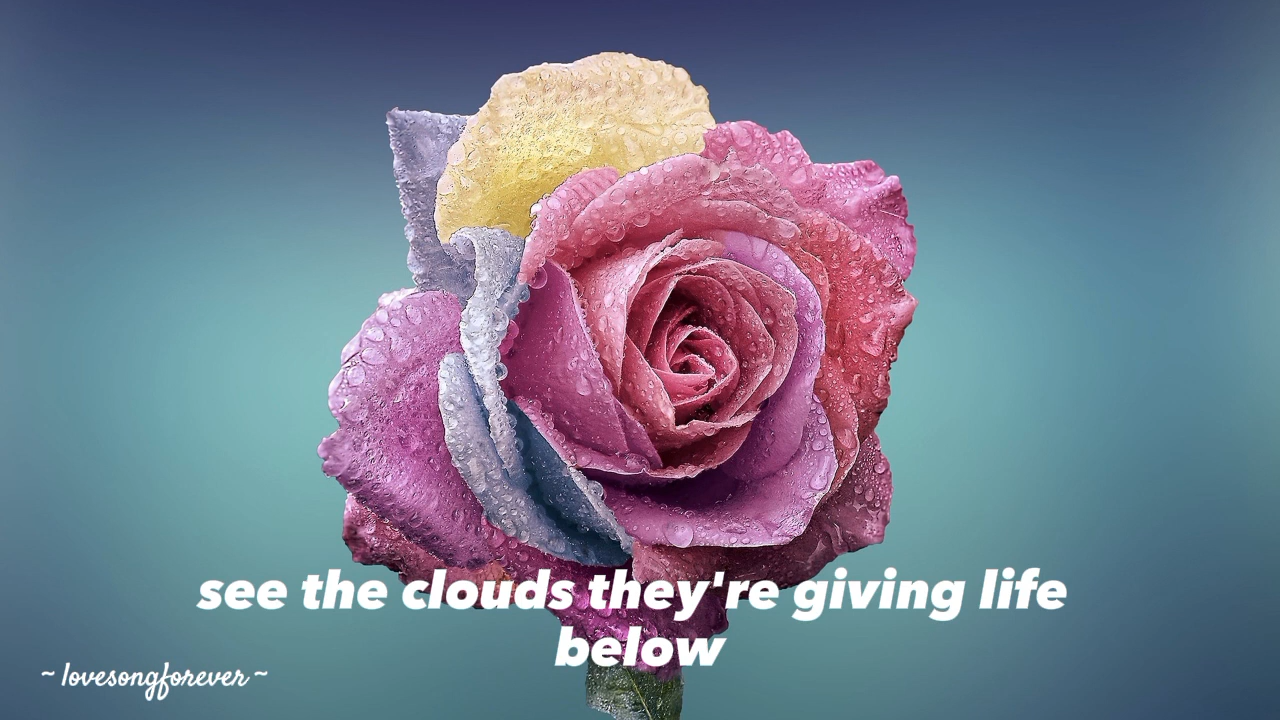 see the clouds they're giving life
below
~ lovesongforever ~